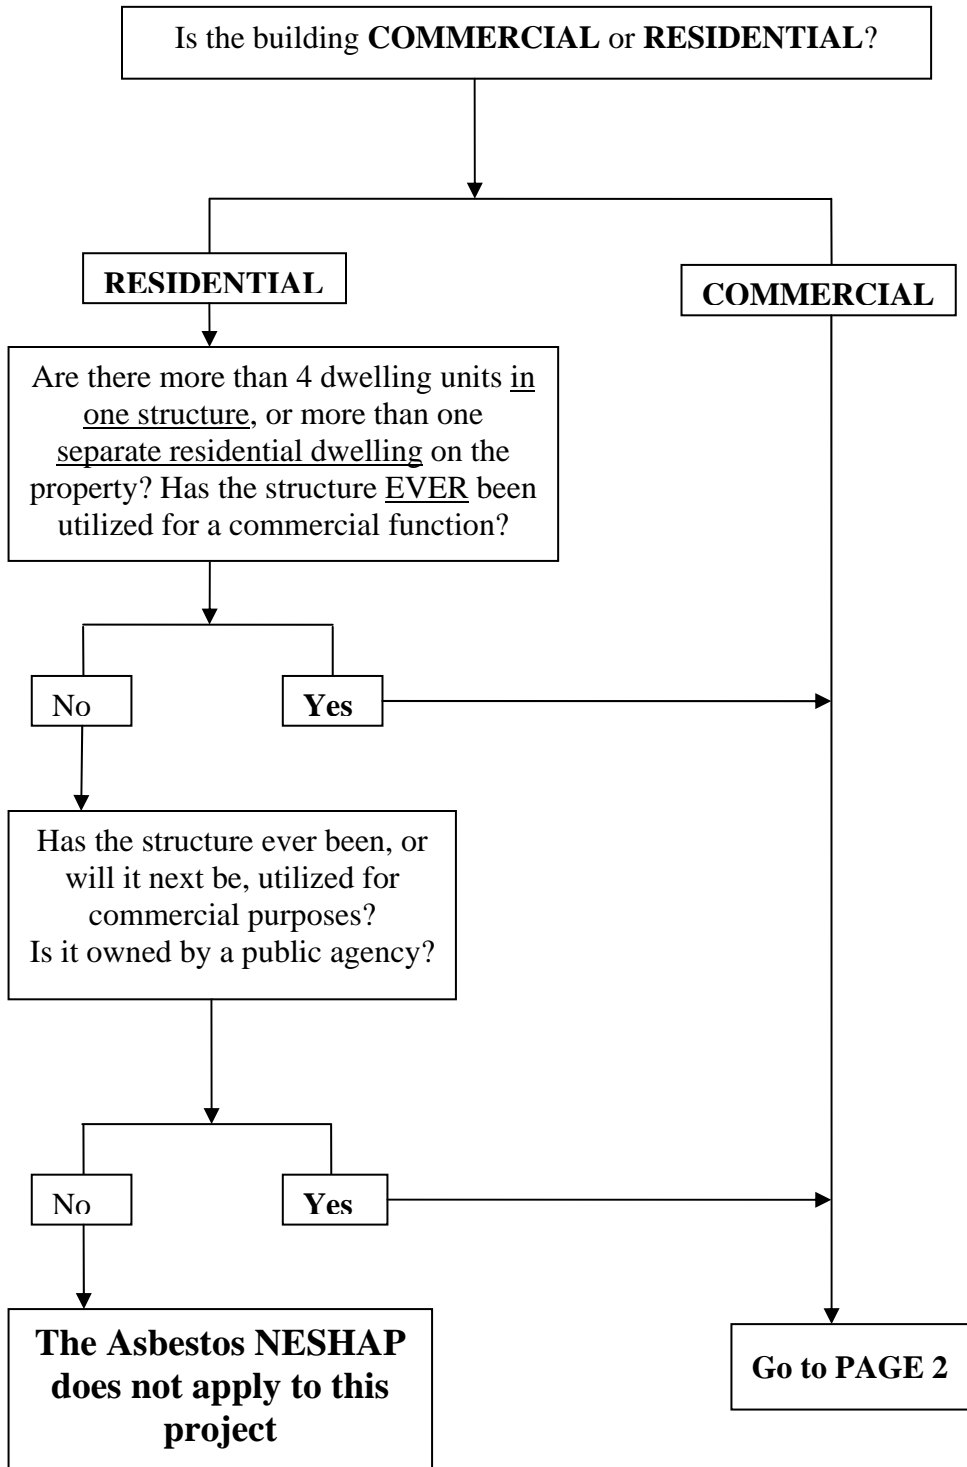 Is the building COMMERCIAL or RESIDENTIAL?
RESIDENTIAL
COMMERCIAL
Are there more than 4 dwelling units in
one structure, or more than one
separate residential dwelling on the
property? Has the structure EVER been
utilized for a commercial function?
No
Yes
Has the structure ever been, or
will it next be, utilized for
commercial purposes?
Is it owned by a public agency?
No
Yes
The Asbestos NESHAP
does not apply to this
project
Go to PAGE 2